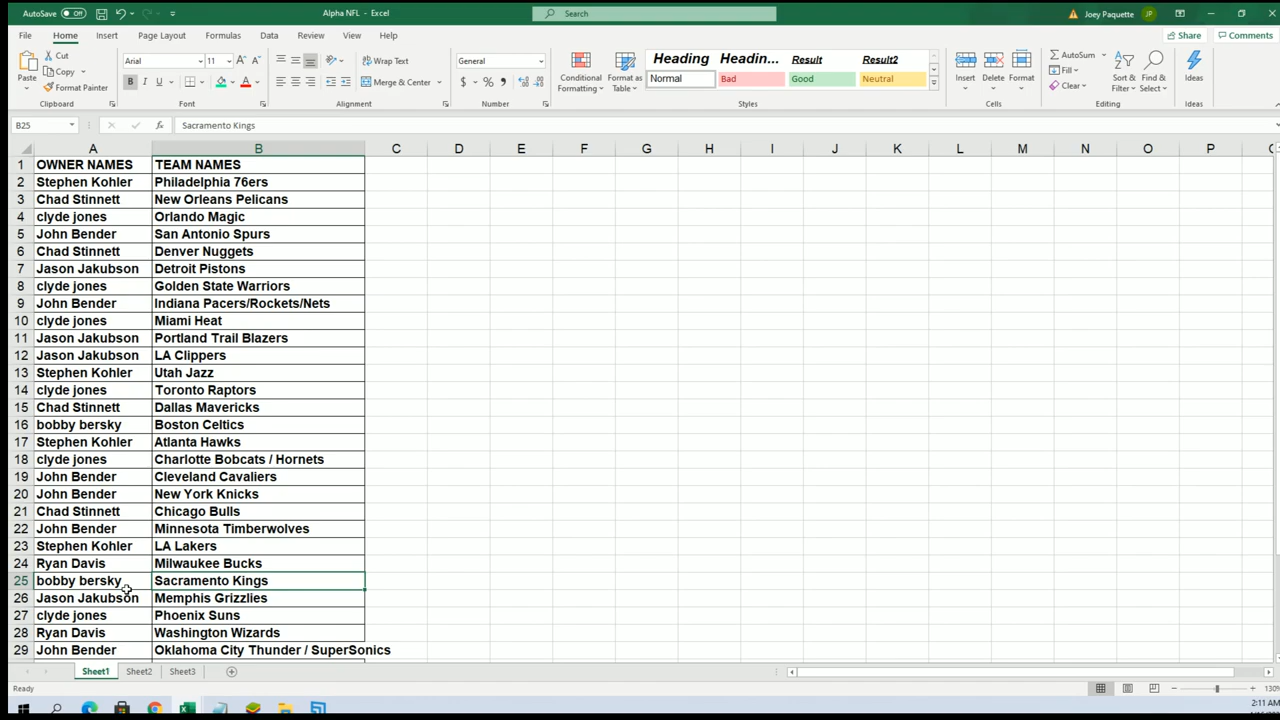 AutoSave Off Alpha NFL - Excel Search Joey Paquette JP
File Home Insert Page Layout Formulas Data Review View Help Share Comments
Paste Cut Copy Format Painter Clipboard
Arial 11 B I U A A Font
Wrap Text Merge & Center Alignment
General $ % Number
Conditional Formatting Format as Table
Heading Headin... Result Result2
Normal Bad Good Neutral
Styles
Insert Delete Format Cells
AutoSum Fill Clear Sort & Filter Find & Select Editing
Ideas Ideas
B25 fx Sacramento Kings
A B C D E F G H I J K L M N O P
1 OWNER NAMES TEAM NAMES
2 Stephen Kohler Philadelphia 76ers
3 Chad Stinnett New Orleans Pelicans
4 clyde jones Orlando Magic
5 John Bender San Antonio Spurs
6 Chad Stinnett Denver Nuggets
7 Jason Jakubson Detroit Pistons
8 clyde jones Golden State Warriors
9 John Bender Indiana Pacers/Rockets/Nets
10 clyde jones Miami Heat
11 Jason Jakubson Portland Trail Blazers
12 Jason Jakubson LA Clippers
13 Stephen Kohler Utah Jazz
14 clyde jones Toronto Raptors
15 Chad Stinnett Dallas Mavericks
16 bobby bersky Boston Celtics
17 Stephen Kohler Atlanta Hawks
18 clyde jones Charlotte Bobcats / Hornets
19 John Bender Cleveland Cavaliers
20 John Bender New York Knicks
21 Chad Stinnett Chicago Bulls
22 John Bender Minnesota Timberwolves
23 Stephen Kohler LA Lakers
24 Ryan Davis Milwaukee Bucks
25 bobby bersky Sacramento Kings
26 Jason Jakubson Memphis Grizzlies
27 clyde jones Phoenix Suns
28 Ryan Davis Washington Wizards
29 John Bender Oklahoma City Thunder / SuperSonics
Sheet1 Sheet2 Sheet3
Ready 130%
2:11 AM